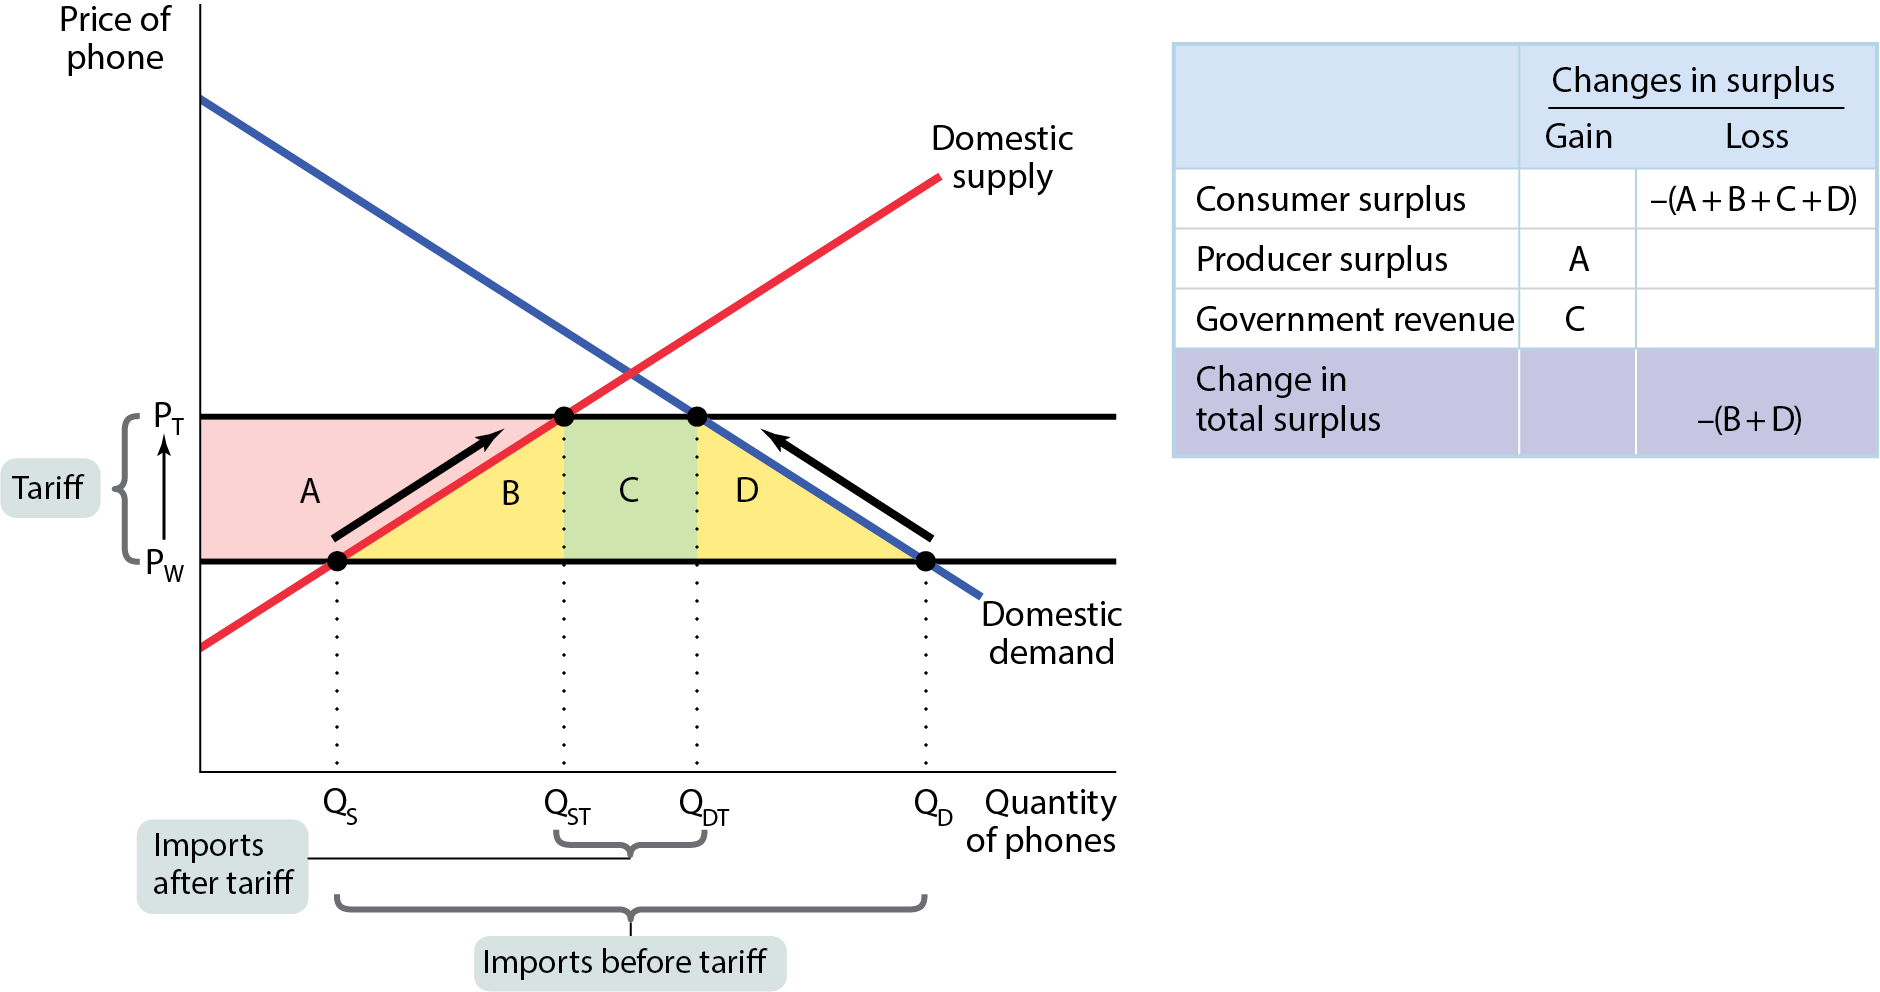 Price of
phone
Domestic
supply
P_T
Tariff
A
B
C
D
P_W
Domestic
demand
Q_S
Q_ST
Q_DT
Q_D
Quantity
of phones
Imports
after tariff
Imports before tariff
Changes in surplus
Gain Loss
Consumer surplus –(A + B + C + D)
Producer surplus A
Government revenue C
Change in
total surplus –(B + D)